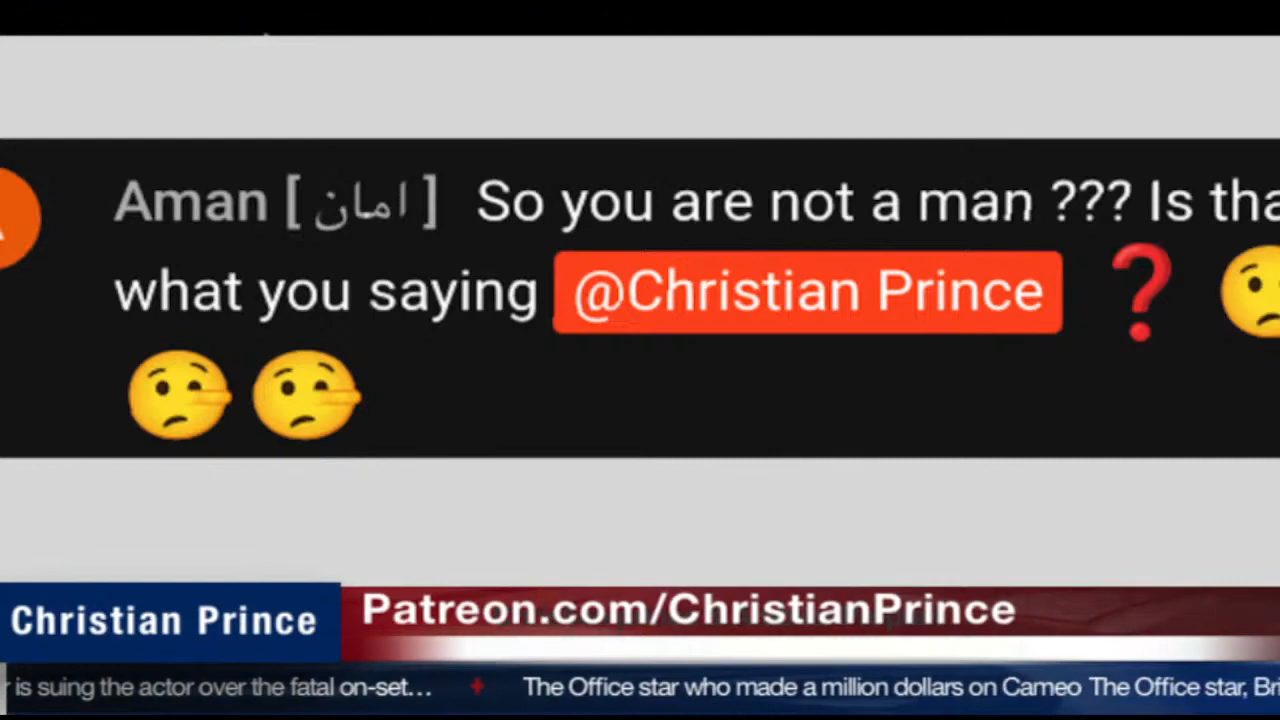 Aman [ امان ] So you are not a man ??? Is
what you saying @Christian Prince ❓
Christian Prince
Patreon.com/ChristianPrince
is suing the actor over the fatal on-set... The Office star who made a million dollars on Cameo The Office star,